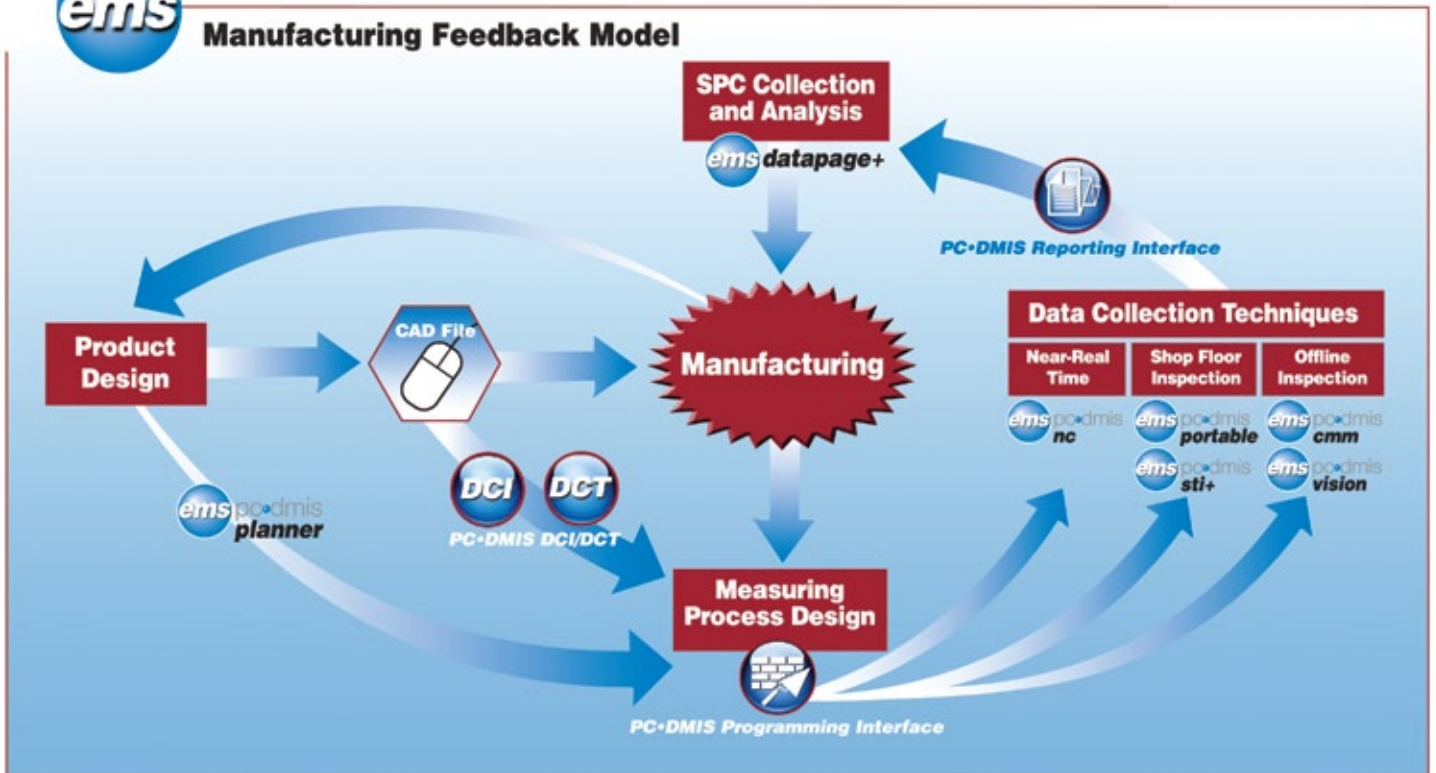 ems
Manufacturing Feedback Model
SPC Collection
and Analysis
ems datapage+
PC•DMIS Reporting Interface
Data Collection Techniques
Near-Real
Time
Shop Floor
Inspection
Offline
Inspection
ems pc•dmis
nc
ems pc•dmis
portable
ems pc•dmis
cmm
ems pc•dmis
sti+
ems pc•dmis
vision
Product
Design
CAD File
Manufacturing
DCI
DCT
PC•DMIS DCI/DCT
ems pc•dmis
planner
Measuring
Process Design
PC•DMIS Programming Interface